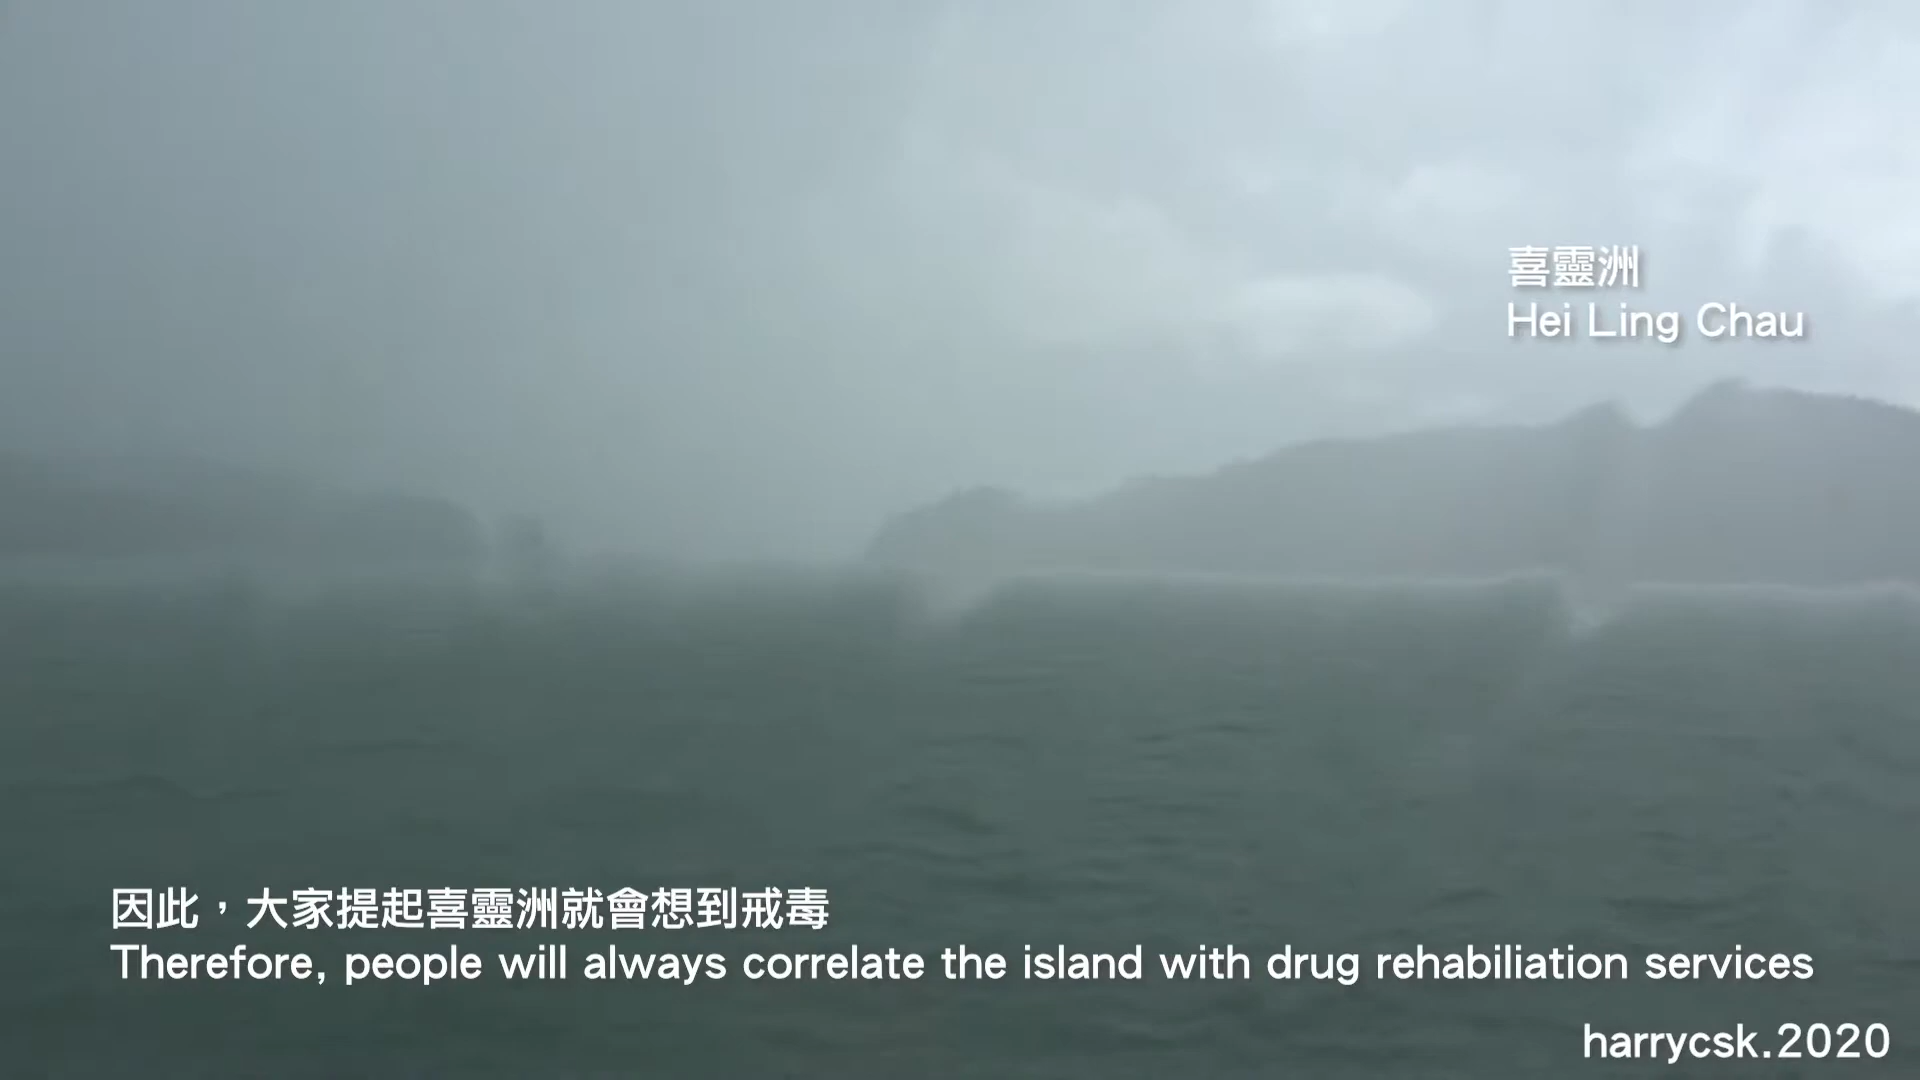 喜靈洲
Hei Ling Chau
因此，大家提起喜靈洲就會想到戒毒
Therefore, people will always correlate the island with drug rehabiliation services
harrycsk.2020